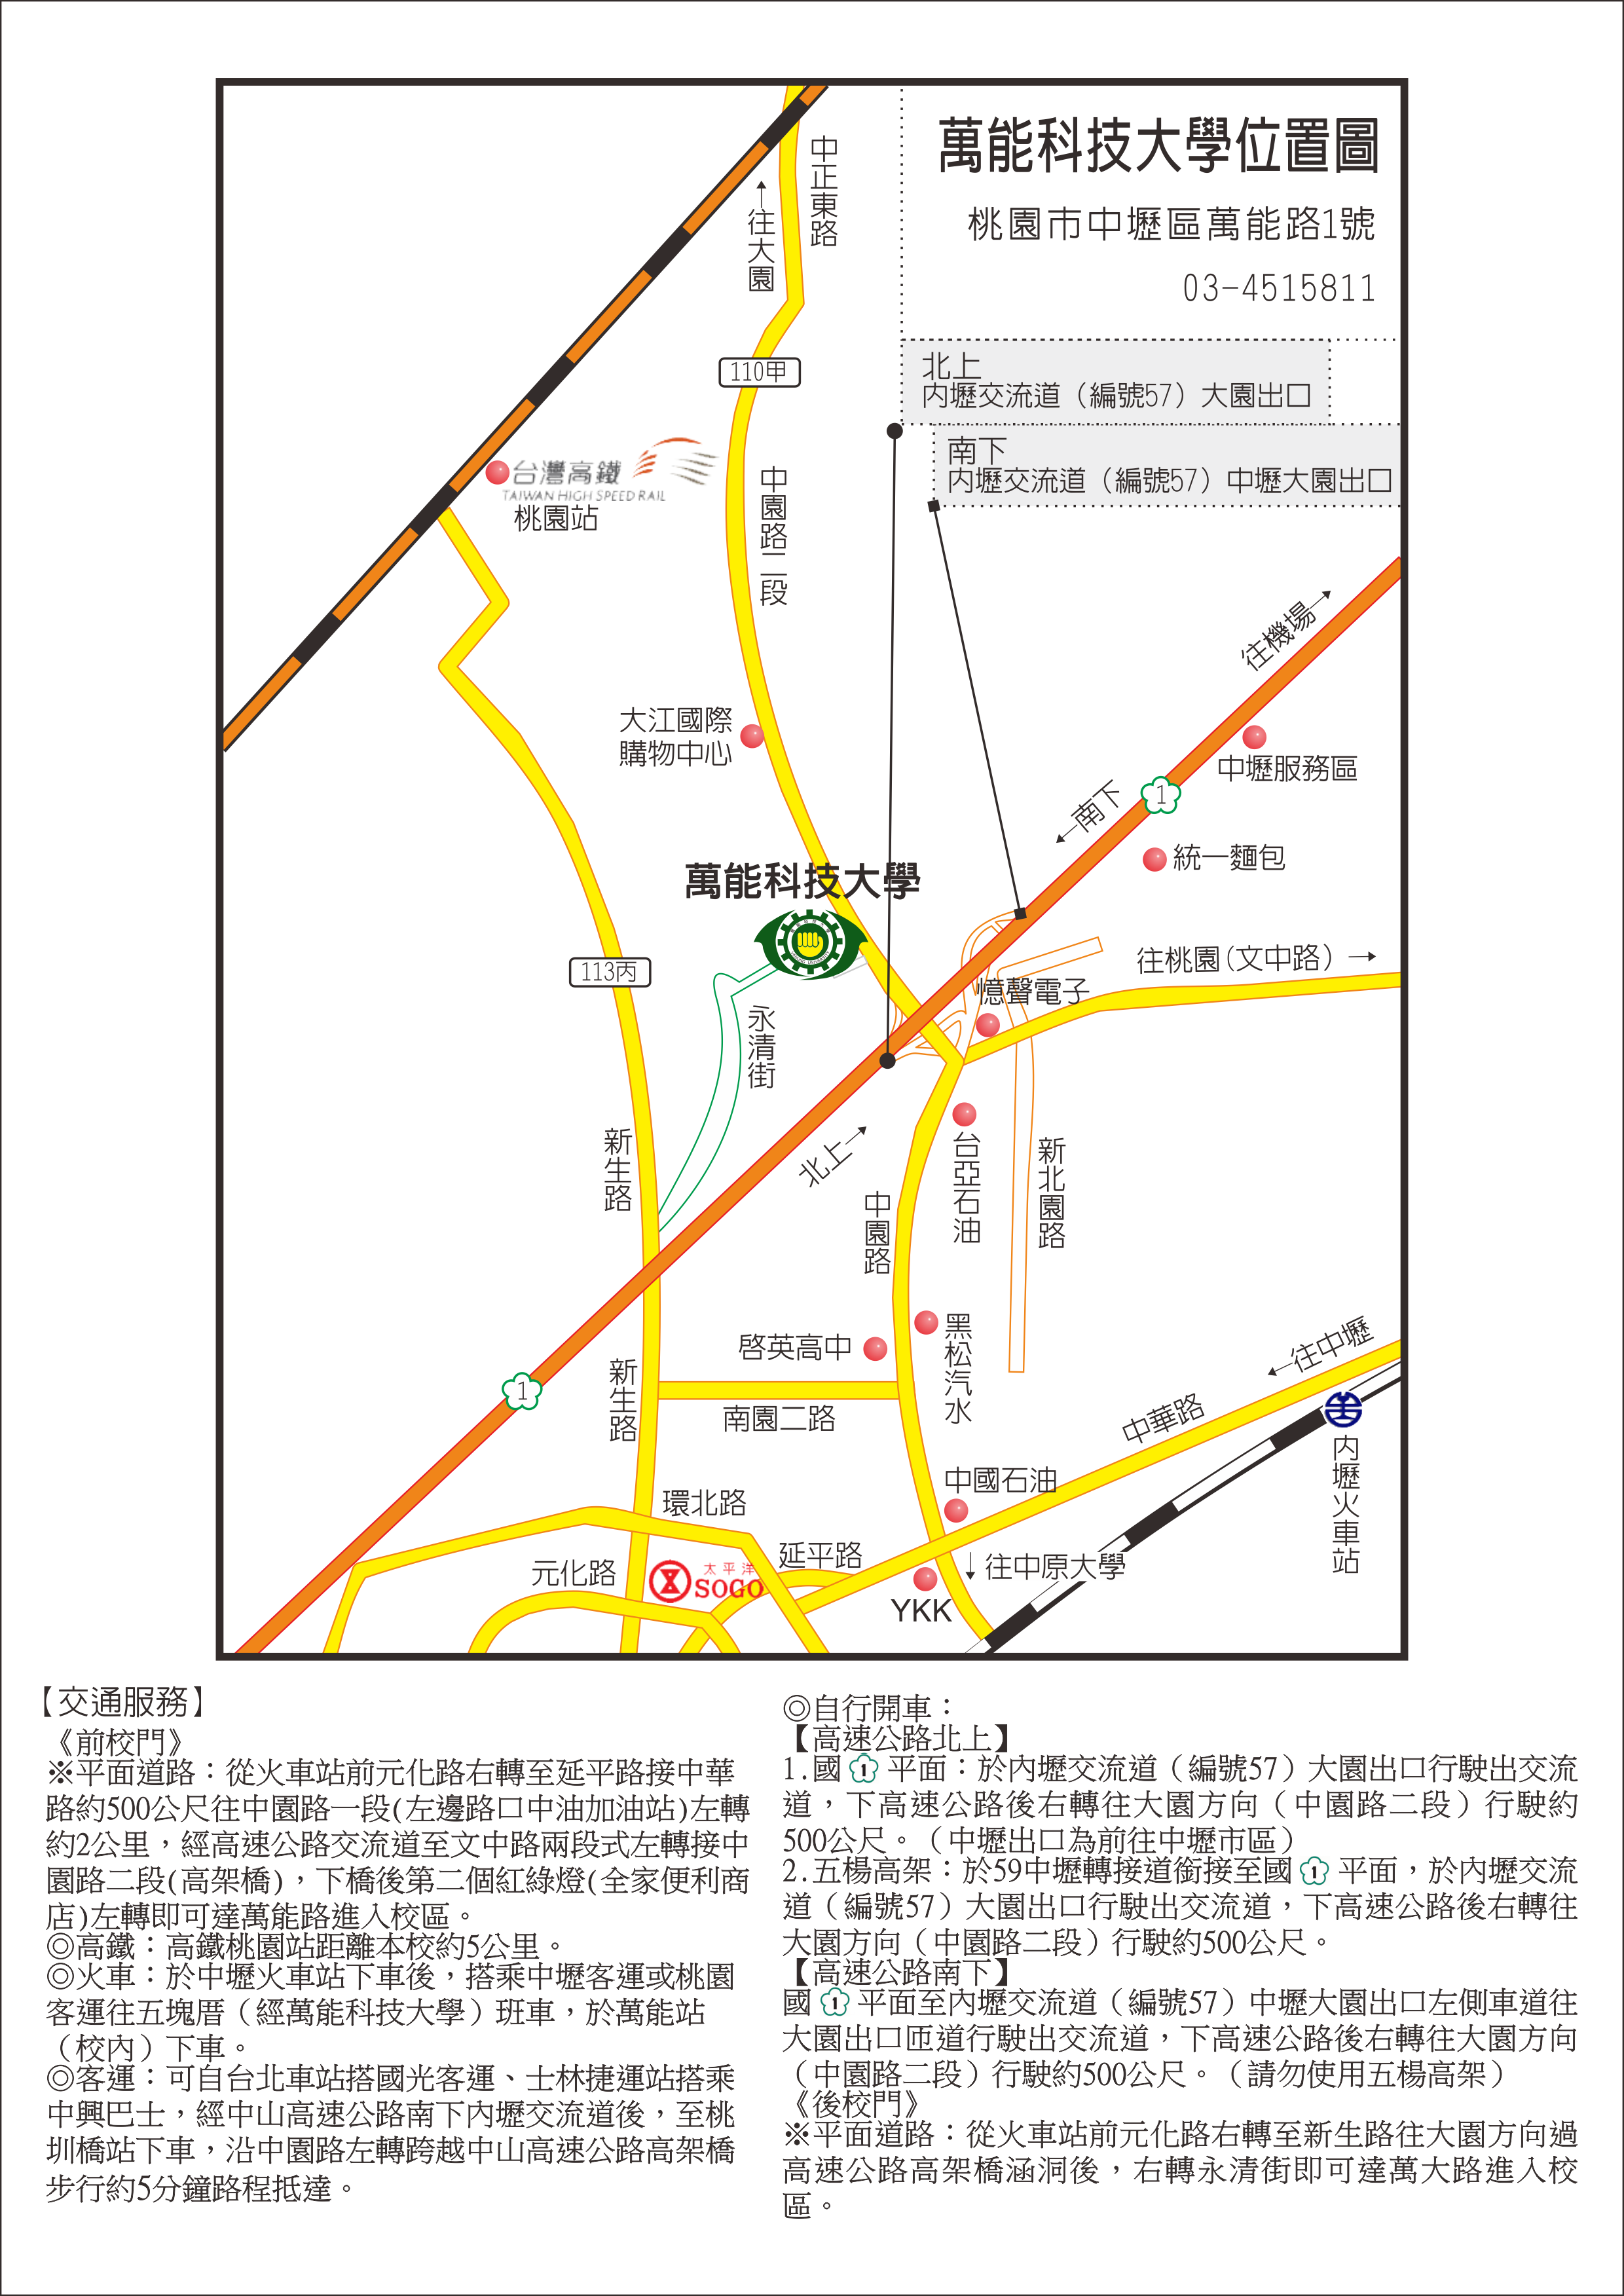 萬能科技大學位置圖
桃園市中壢區萬能路1號
03-4515811
北上
內壢交流道（編號57）大園出口
南下
內壢交流道（編號57）中壢大園出口
中正東路
←往大園
110甲
台灣高鐵
TAIWAN HIGH SPEED RAIL
桃園站
中園路二段
往機場→
大江國際
購物中心
中壢服務區
1
←南下
統一麵包
萬能科技大學
113丙
往桃園(文中路) →
憶聲電子
永清街
新生路
北上→
台亞石油
新北園路
中園路
黑松汽水
啓英高中
←往中壢
1
新生路
南園二路
中華路
內壢火車站
中國石油
環北路
延平路
元化路
太平洋
SOGO
↓往中原大學
YKK
【交通服務】
《前校門》
※平面道路：從火車站前元化路右轉至延平路接中華
路約500公尺往中園路一段(左邊路口中油加油站)左轉
約2公里，經高速公路交流道至文中路兩段式左轉接中
園路二段(高架橋)，下橋後第二個紅綠燈(全家便利商
店)左轉即可達萬能路進入校區。
◎高鐵：高鐵桃園站距離本校約5公里。
◎火車：於中壢火車站下車後，搭乘中壢客運或桃園
客運往五塊厝（經萬能科技大學）班車，於萬能站
（校內）下車。
◎客運：可自台北車站搭國光客運、士林捷運站搭乘
中興巴士，經中山高速公路南下內壢交流道後，至桃
圳橋站下車，沿中園路左轉跨越中山高速公路高架橋
步行約5分鐘路程抵達。
◎自行開車：
【高速公路北上】
1.國1平面：於內壢交流道（編號57）大園出口行駛出交流
道，下高速公路後右轉往大園方向（中園路二段）行駛約
500公尺。（中壢出口為前往中壢市區）
2.五楊高架：於59中壢轉接道銜接至國1平面，於內壢交流
道（編號57）大園出口行駛出交流道，下高速公路後右轉往
大園方向（中園路二段）行駛約500公尺。
【高速公路南下】
國1平面至內壢交流道（編號57）中壢大園出口左側車道往
大園出口匝道行駛出交流道，下高速公路後右轉往大園方向
（中園路二段）行駛約500公尺。（請勿使用五楊高架）
《後校門》
※平面道路：從火車站前元化路右轉至新生路往大園方向過
高速公路高架橋涵洞後，右轉永清街即可達萬大路進入校
區。